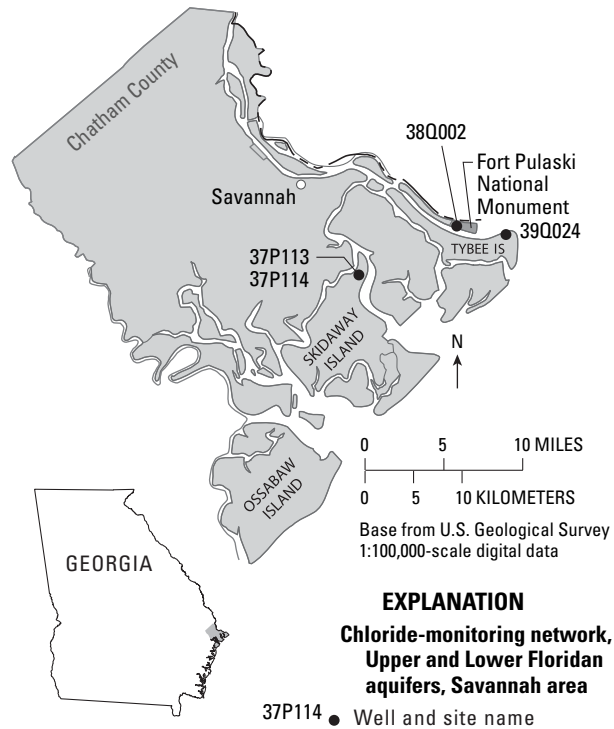 Chatham County
38Q002
Fort Pulaski
National
Monument
Savannah
39Q024
TYBEE IS
37P113
37P114
SKIDAWAY
ISLAND
N
OSSABAW
ISLAND
0 5 10 MILES
0 5 10 KILOMETERS
Base from U.S. Geological Survey
1:100,000-scale digital data
GEORGIA
EXPLANATION
Chloride-monitoring network,
Upper and Lower Floridan
aquifers, Savannah area
37P114 Well and site name